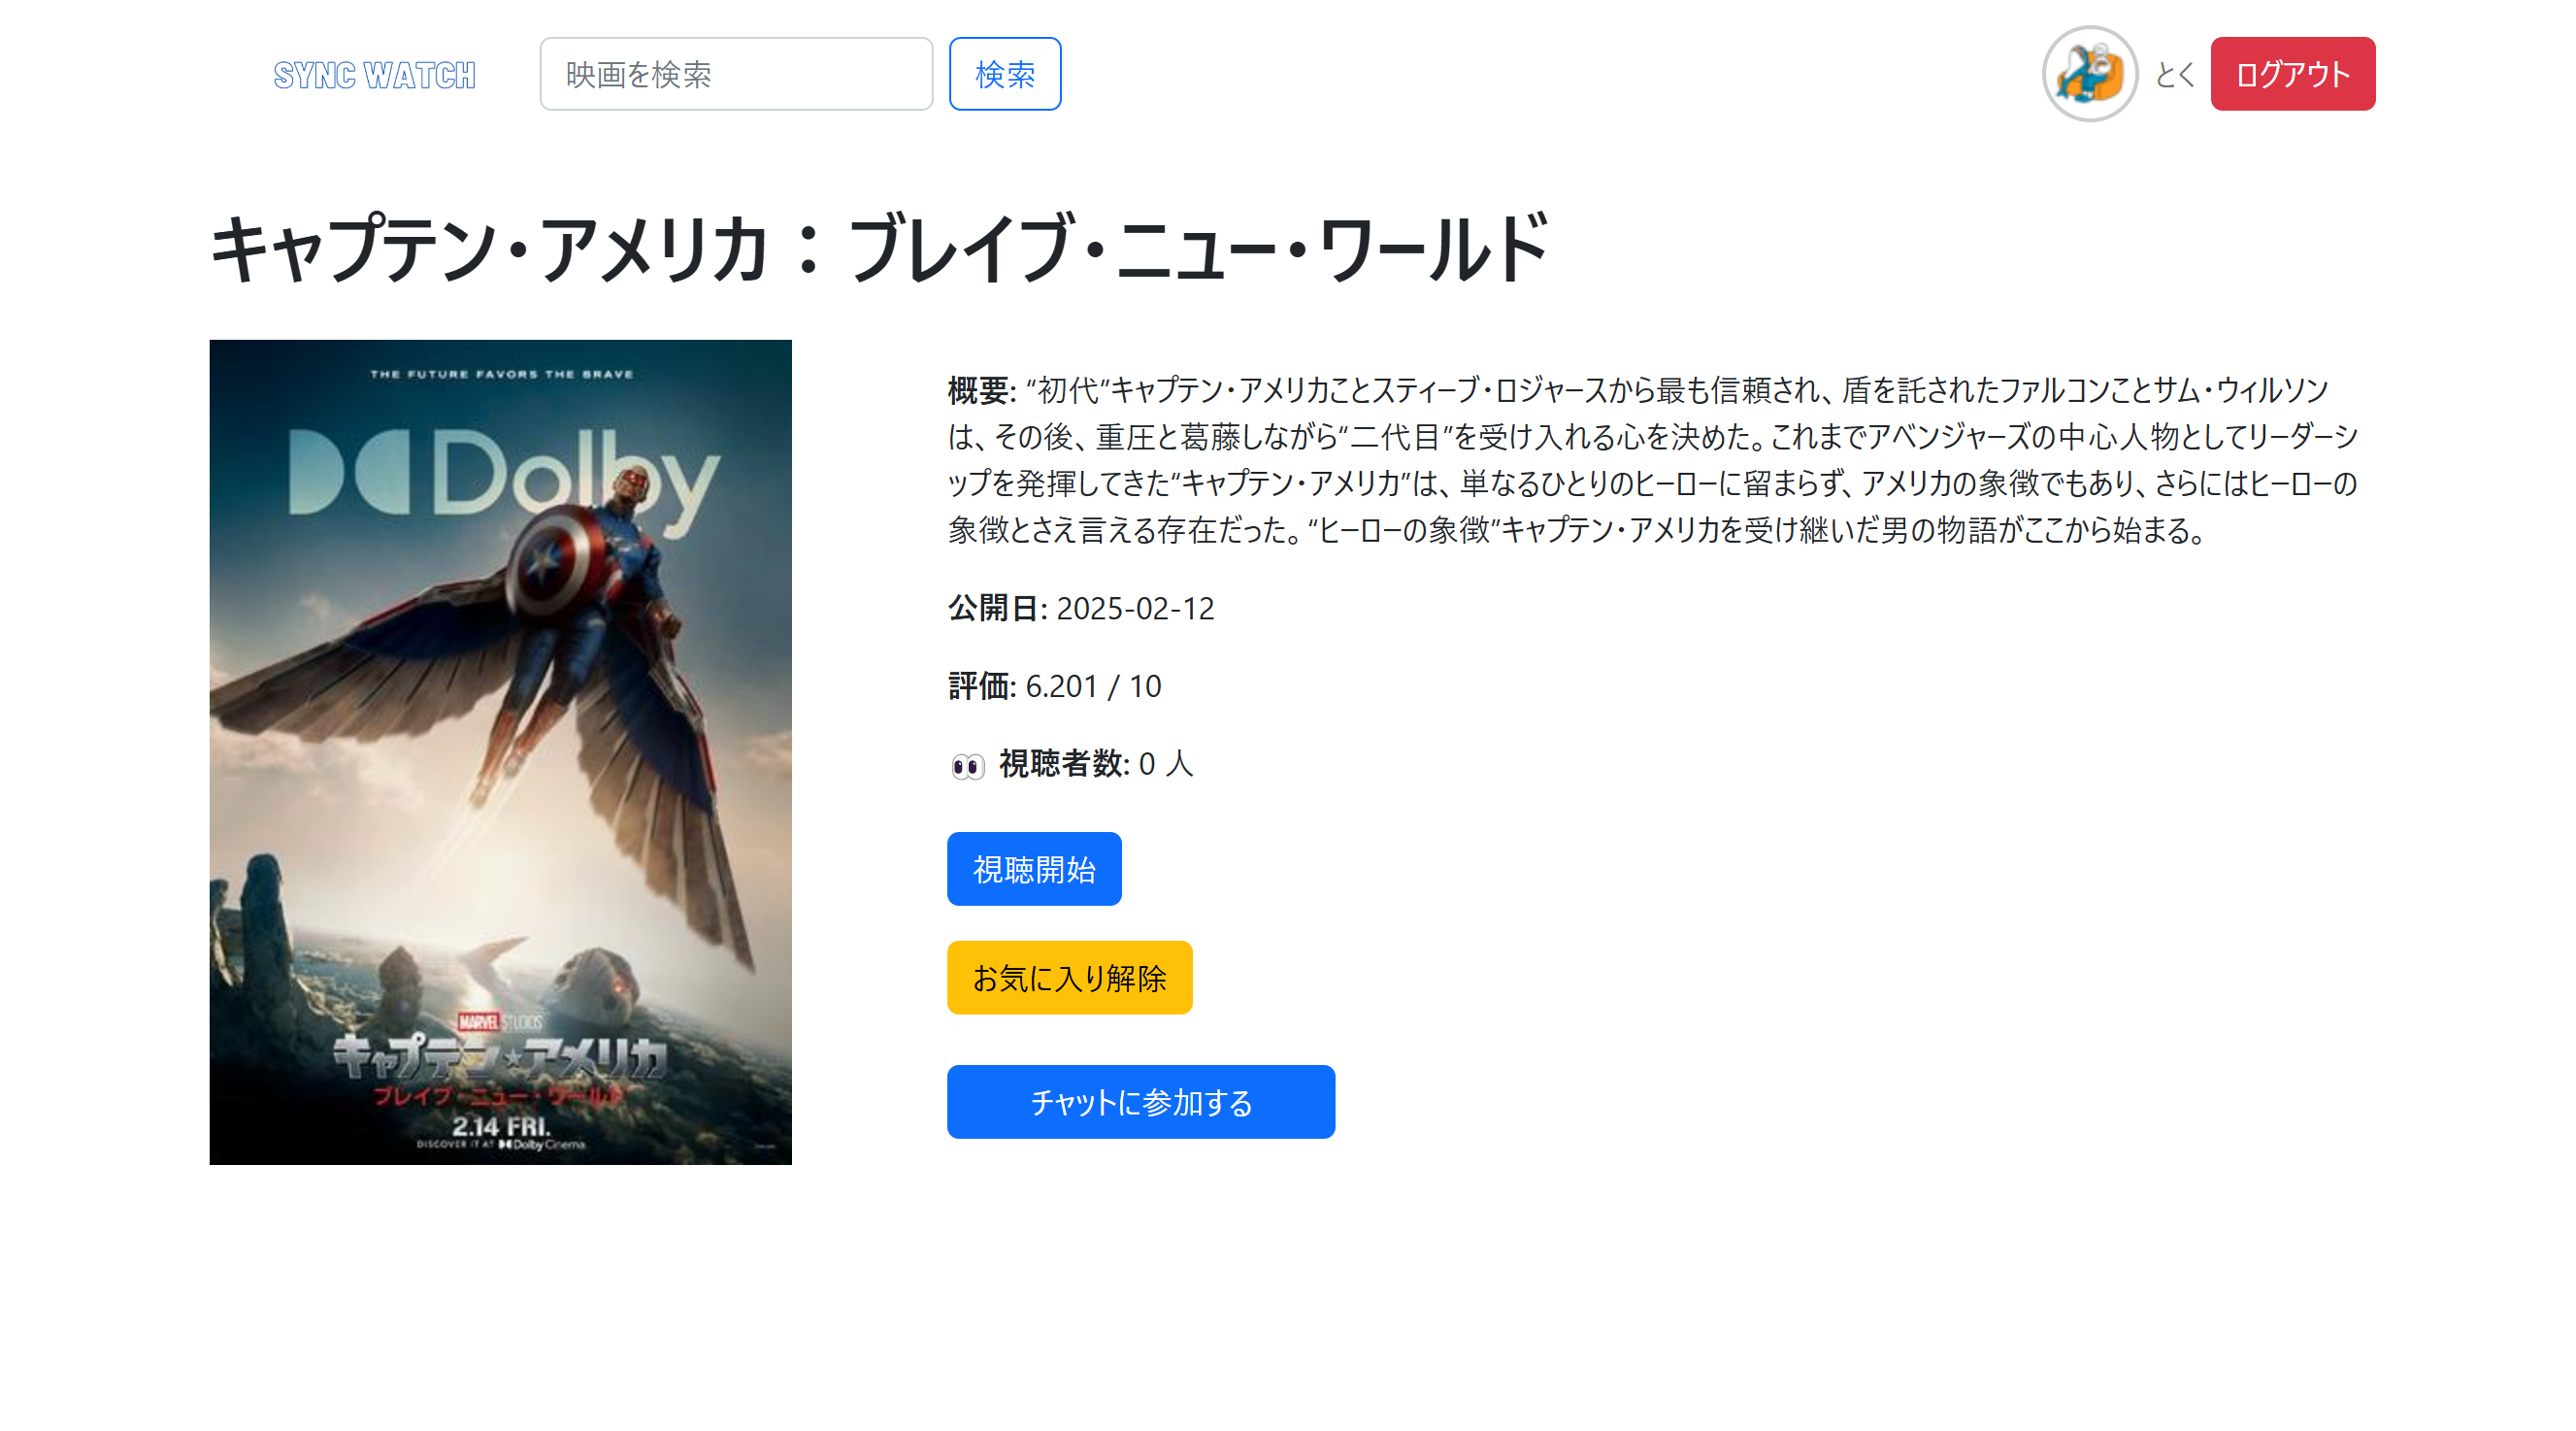 SYNC WATCH
映画を検索
検索
とく
ログアウト
キャプテン・アメリカ：ブレイブ・ニュー・ワールド
THE FUTURE FAVORS THE BRAVE
Dolby
MARVEL STUDIOS
キャプテン★アメリカ
ブレイブ・ニュー・ワールド
2.14 FRI.
DISCOVER IT AT Dolby Cinema
概要: “初代”キャプテン・アメリカことスティーブ・ロジャースから最も信頼され、盾を託されたファルコンことサム・ウィルソン
は、その後、重圧と葛藤しながら“二代目”を受け入れる心を決めた。これまでアベンジャーズの中心人物としてリーダーシ
ップを発揮してきた“キャプテン・アメリカ”は、単なるひとりのヒーローに留まらず、アメリカの象徴でもあり、さらにはヒーローの
象徴とさえ言える存在だった。“ヒーローの象徴”キャプテン・アメリカを受け継いだ男の物語がここから始まる。
公開日: 2025-02-12
評価: 6.201 / 10
👀 視聴者数: 0 人
視聴開始
お気に入り解除
チャットに参加する